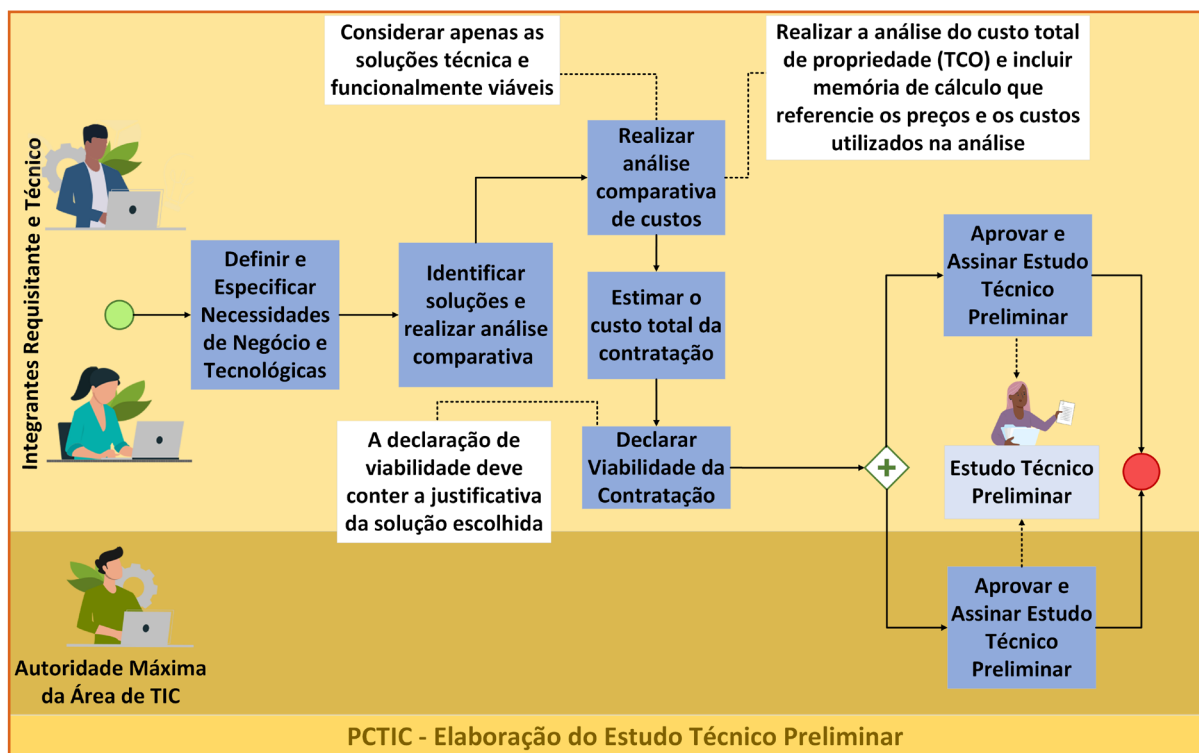 Considerar apenas as
soluções técnica e
funcionalmente viáveis
Realizar a análise do custo total
de propriedade (TCO) e incluir
memória de cálculo que
referencie os preços e os custos
utilizados na análise
Integrantes Requisitante e Técnico
Definir e
Especificar
Necessidades
de Negócio e
Tecnológicas
Identificar
soluções e
realizar análise
comparativa
Realizar
análise
comparativa
de custos
Estimar o
custo total da
contratação
A declaração de
viabilidade deve
conter a justificativa
da solução escolhida
Declarar
Viabilidade da
Contratação
Aprovar e
Assinar Estudo
Técnico
Preliminar
Estudo Técnico
Preliminar
Aprovar e
Assinar Estudo
Técnico
Preliminar
Autoridade Máxima
da Área de TIC
PCTIC - Elaboração do Estudo Técnico Preliminar